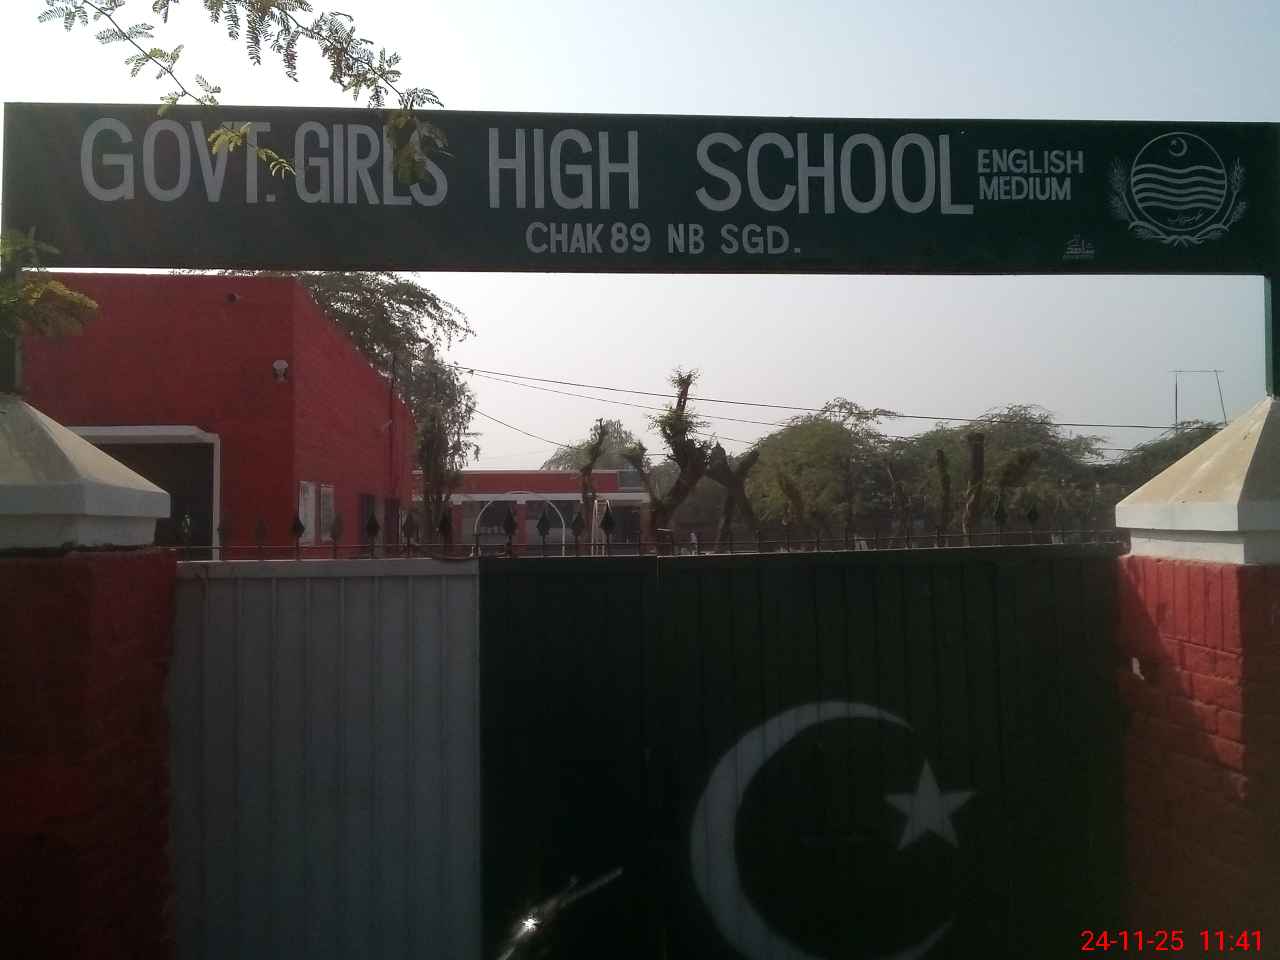 GOVT. GIRLS HIGH SCHOOL ENGLISH MEDIUM
CHAK 89 NB SGD.
24-11-25 11:41